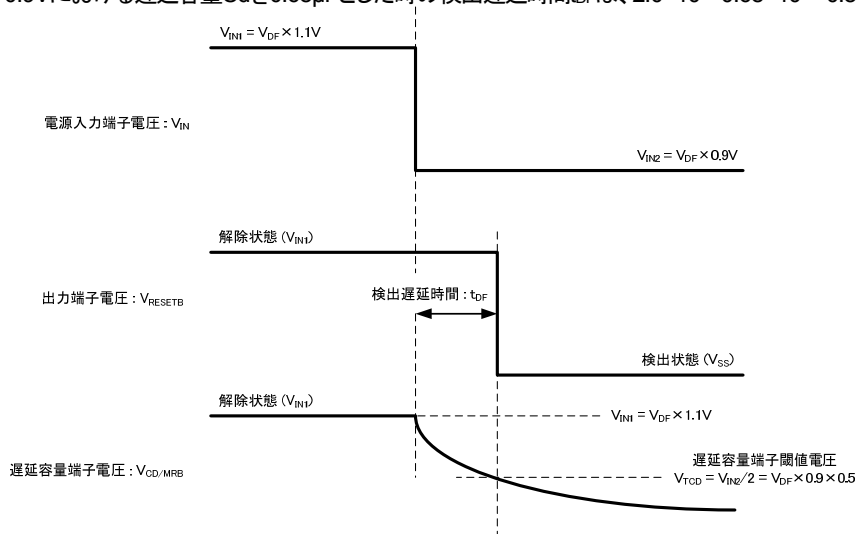 V_IN1 = V_DF × 1.1V
電源入力端子電圧 : V_IN
V_IN2 = V_DF × 0.9V
解除状態 (V_IN1)
出力端子電圧 : V_RESETB
検出遅延時間 : t_DF
検出状態 (V_SS)
解除状態 (V_IN1)
V_IN1 = V_DF × 1.1V
遅延容量端子電圧 : V_CD/MRB
遅延容量端子閾値電圧
V_TCD = V_IN2/2 = V_DF × 0.9 × 0.5